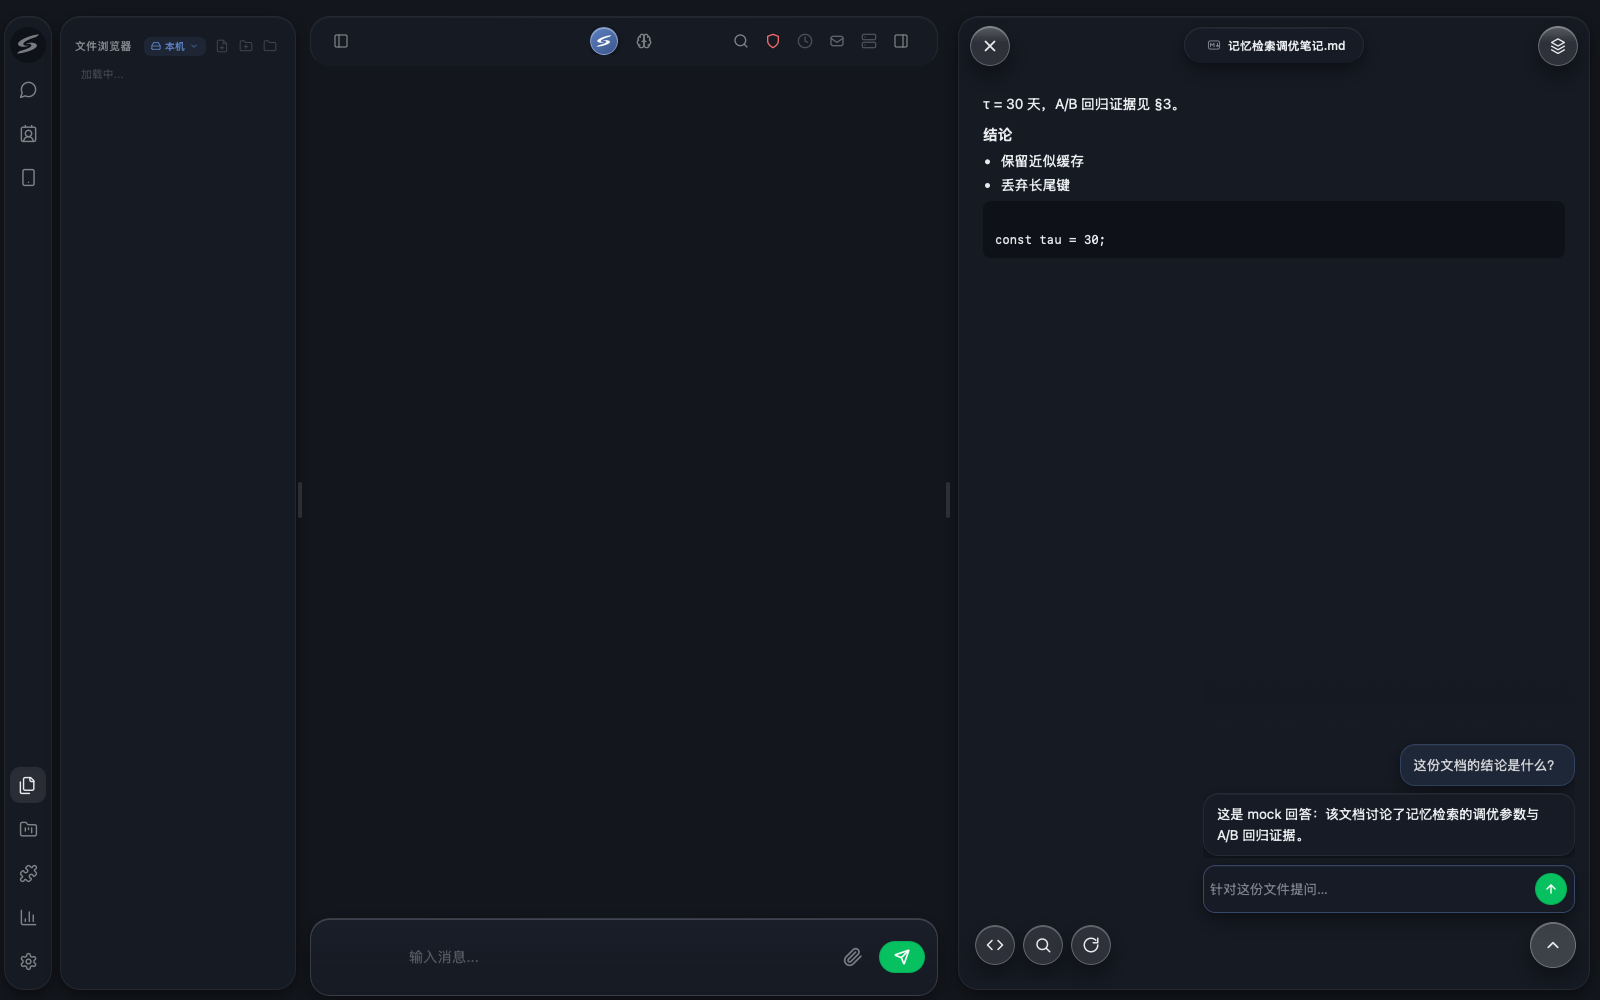 文件浏览器
本机
加载中...
输入消息...
记忆检索调优笔记.md
τ = 30 天，A/B 回归证据见 §3。
结论
• 保留近似缓存
• 丢弃长尾键
const tau = 30;
这份文档的结论是什么？
这是 mock 回答：该文档讨论了记忆检索的调优参数与
A/B 回归证据。
针对这份文件提问...